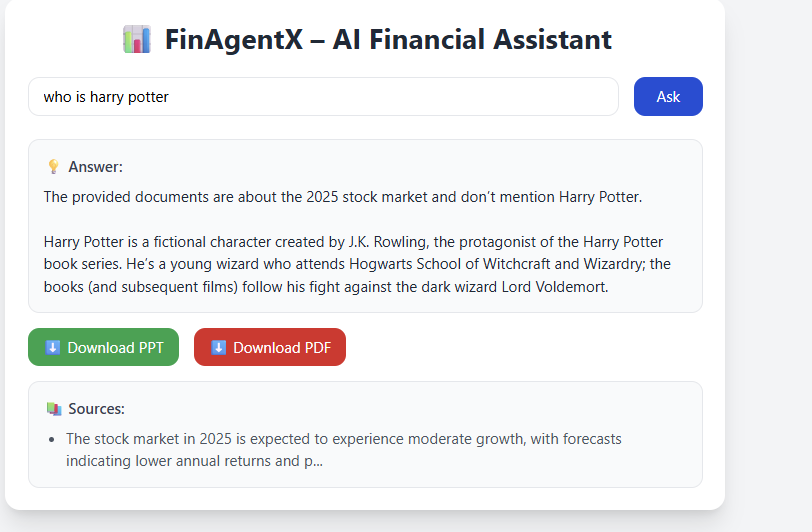 FinAgentX – AI Financial Assistant
who is harry potter
Ask
Answer:
The provided documents are about the 2025 stock market and don’t mention Harry Potter.
Harry Potter is a fictional character created by J.K. Rowling, the protagonist of the Harry Potter
book series. He’s a young wizard who attends Hogwarts School of Witchcraft and Wizardry; the
books (and subsequent films) follow his fight against the dark wizard Lord Voldemort.
Download PPT
Download PDF
Sources:
The stock market in 2025 is expected to experience moderate growth, with forecasts
indicating lower annual returns and p...